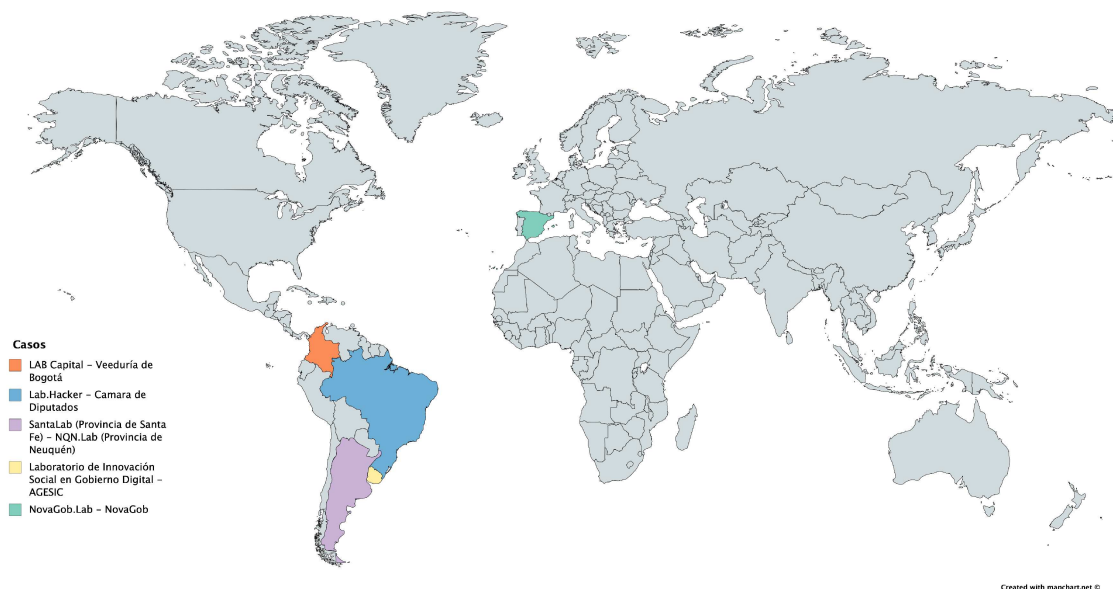 Casos
LAB Capital – Veeduría de
Bogotá
Lab.Hacker – Camara de
Diputados
SantaLab (Provincia de Santa
Fe) – NQN.Lab (Provincia de
Neuquén)
Laboratorio de Innovación
Social en Gobierno Digital –
AGESIC
NovaGob.Lab – NovaGob
Created with mapchart.net ©